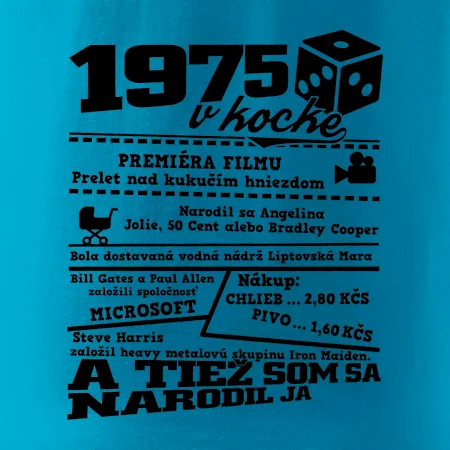 1975
v kocke
PREMIÉRA FILMU
Prelet nad kukučím hniezdom
Narodil sa Angelina
Jolie, 50 Cent alebo Bradley Cooper
Bola dostavaná vodná nádrž Liptovská Mara
Bill Gates a Paul Allen
založili spoločnosť
MICROSOFT
Nákup:
CHLIEB ... 2,80 KČS
PIVO ... 1,60 KČS
Steve Harris
založil heavy metalovú skupinu Iron Maiden.
A TIEŽ SOM SA
NARODIL JA